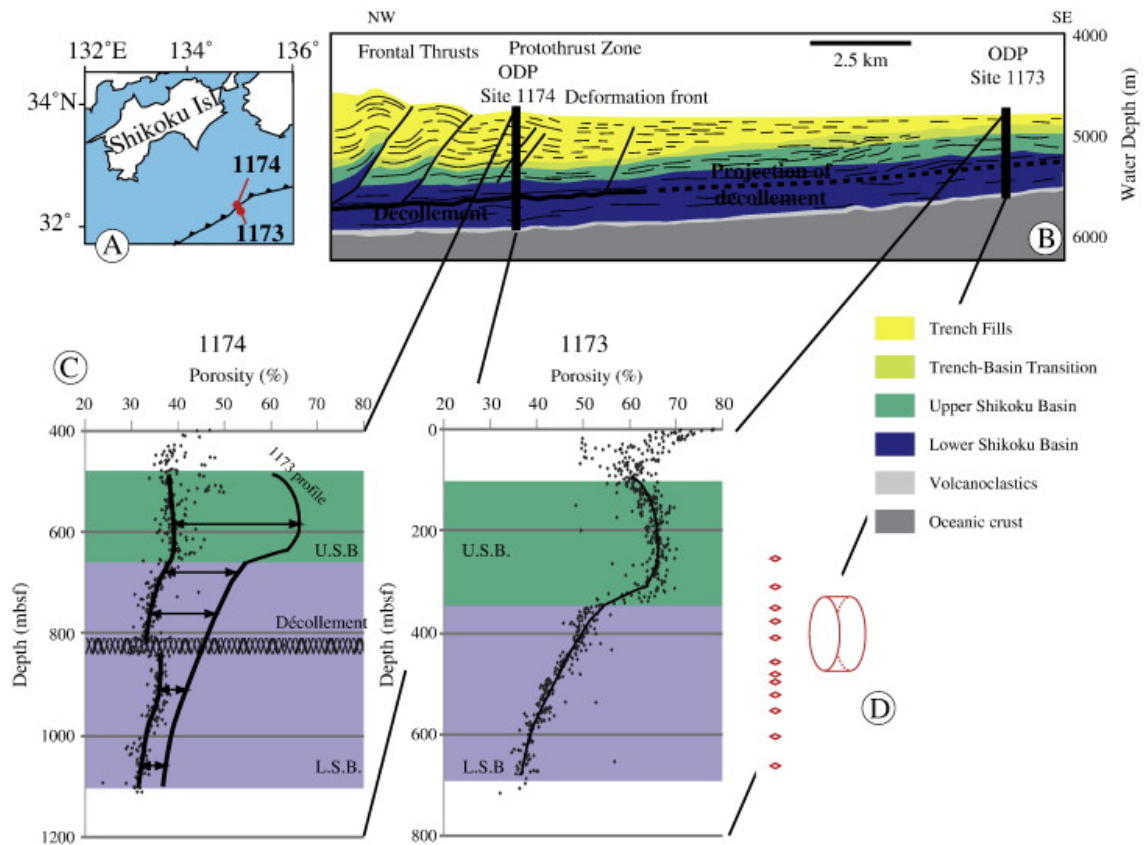 NW
SE
132°E
134°
136°
34°N
32°
Shikoku Isl
1174
1173
A
Frontal Thrusts
Protothrust Zone
ODP
Site 1174
Deformation front
2.5 km
ODP
Site 1173
Décollement
Projection of
décollement
B
4000
5000
6000
Water Depth (m)
Trench Fills
Trench-Basin Transition
Upper Shikoku Basin
Lower Shikoku Basin
Volcanoclastics
Oceanic crust
C
1174
Porosity (%)
20 30 40 50 60 70 80
400
600
800
1000
1200
Depth (mbsf)
1173 profile
U.S.B
Décollement
L.S.B.
1173
Porosity (%)
20 30 40 50 60 70 80
0
200
400
600
800
Depth (mbsf)
U.S.B.
L.S.B
D